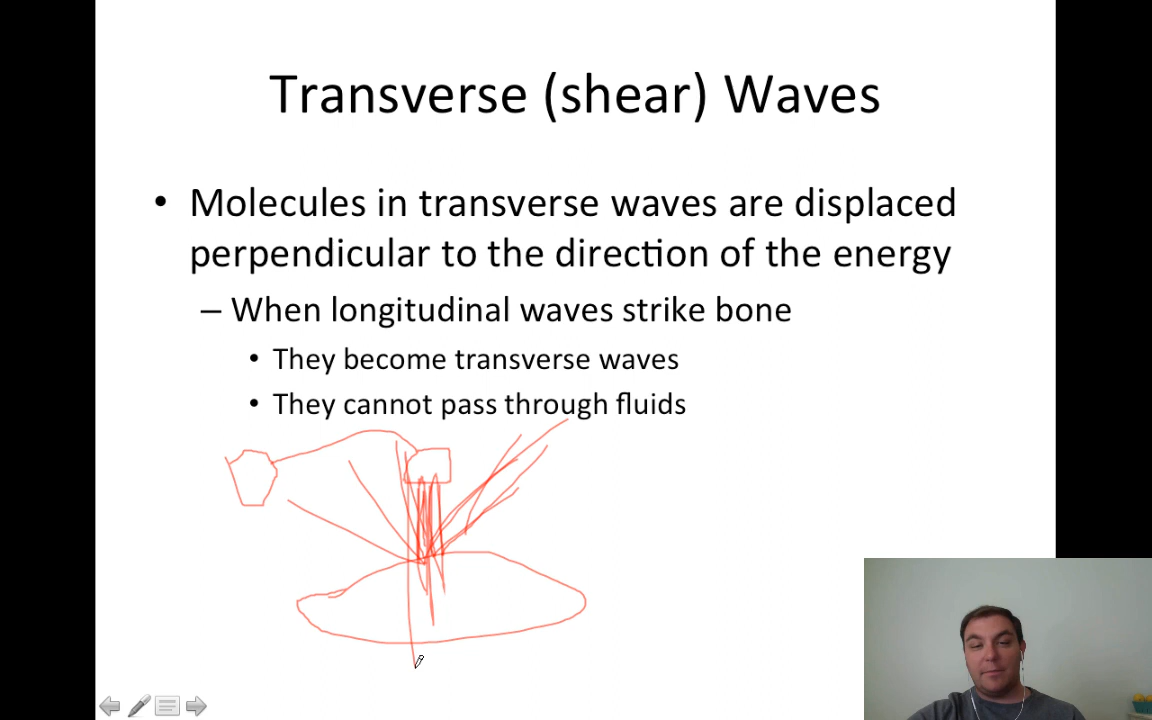 Transverse (shear) Waves
• Molecules in transverse waves are displaced
perpendicular to the direction of the energy
– When longitudinal waves strike bone
• They become transverse waves
• They cannot pass through fluids